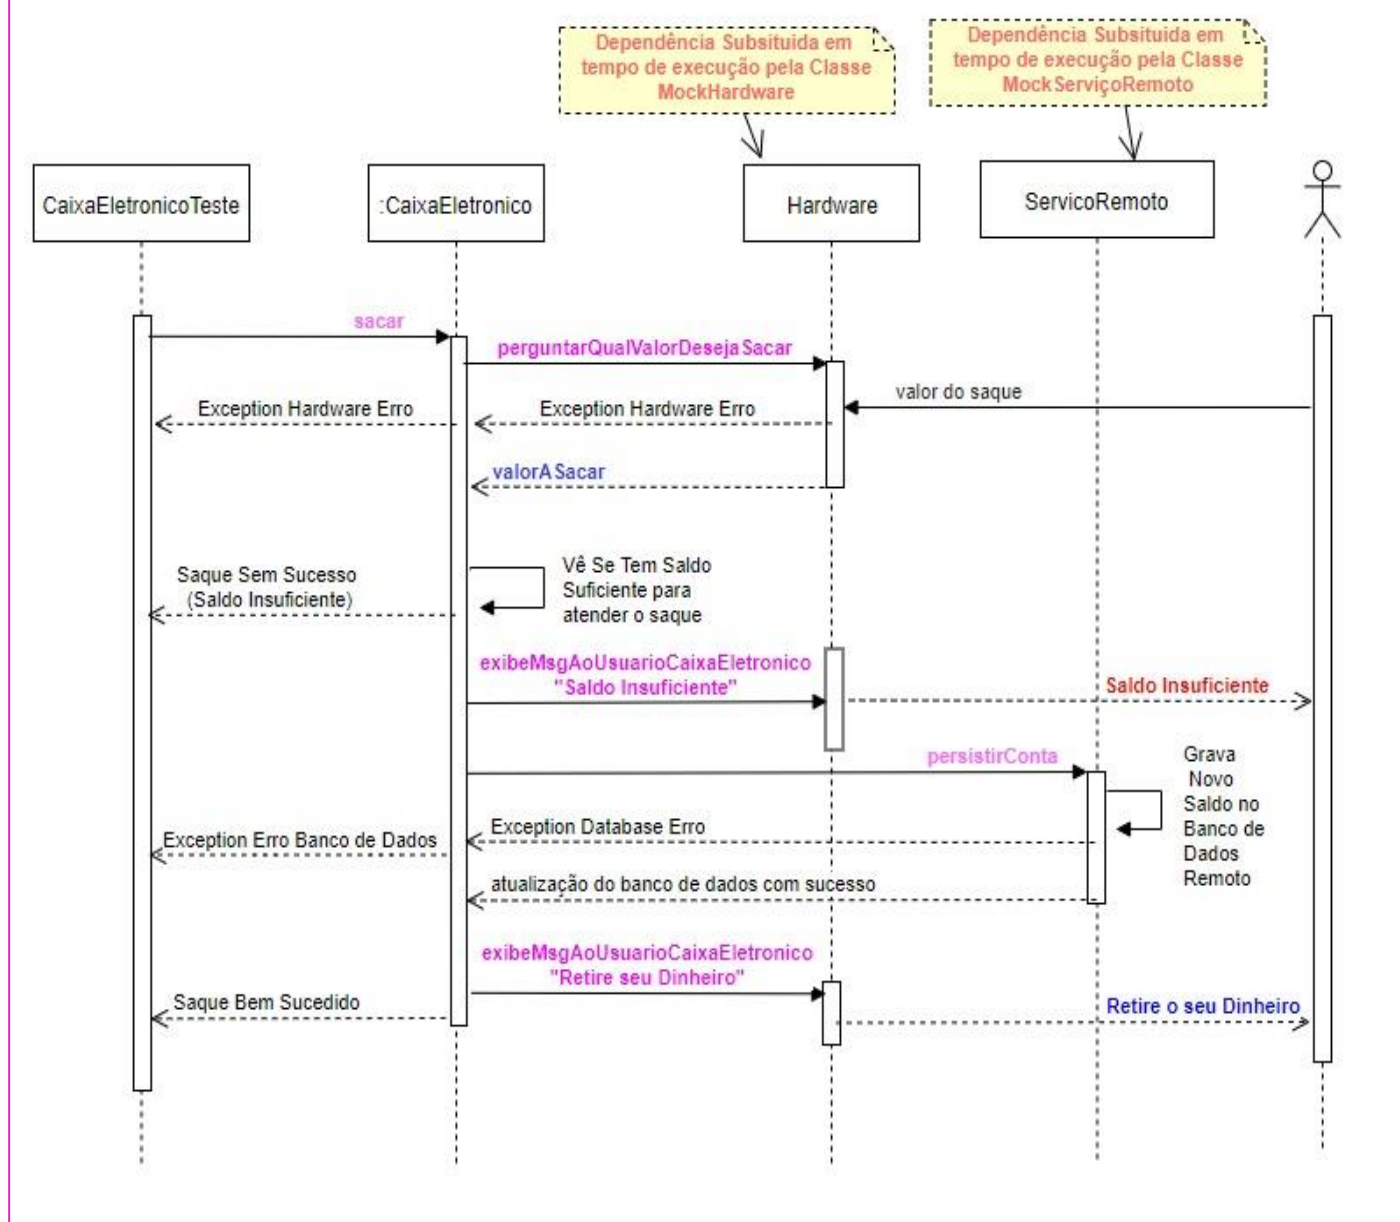 Dependência Subsituida em
tempo de execução pela Classe
MockHardware
Dependência Subsituida em
tempo de execução pela Classe
MockServiçoRemoto
CaixaEletronicoTeste
:CaixaEletronico
Hardware
ServicoRemoto
sacar
perguntarQualValorDesejaSacar
valor do saque
Exception Hardware Erro
Exception Hardware Erro
valorASacar
Vê Se Tem Saldo
Suficiente para
atender o saque
Saque Sem Sucesso
(Saldo Insuficiente)
exibeMsgAoUsuarioCaixaEletronico
"Saldo Insuficiente"
Saldo Insuficiente
persistirConta
Grava
Novo
Saldo no
Banco de
Dados
Remoto
Exception Database Erro
Exception Erro Banco de Dados
atualização do banco de dados com sucesso
exibeMsgAoUsuarioCaixaEletronico
"Retire seu Dinheiro"
Saque Bem Sucedido
Retire o seu Dinheiro